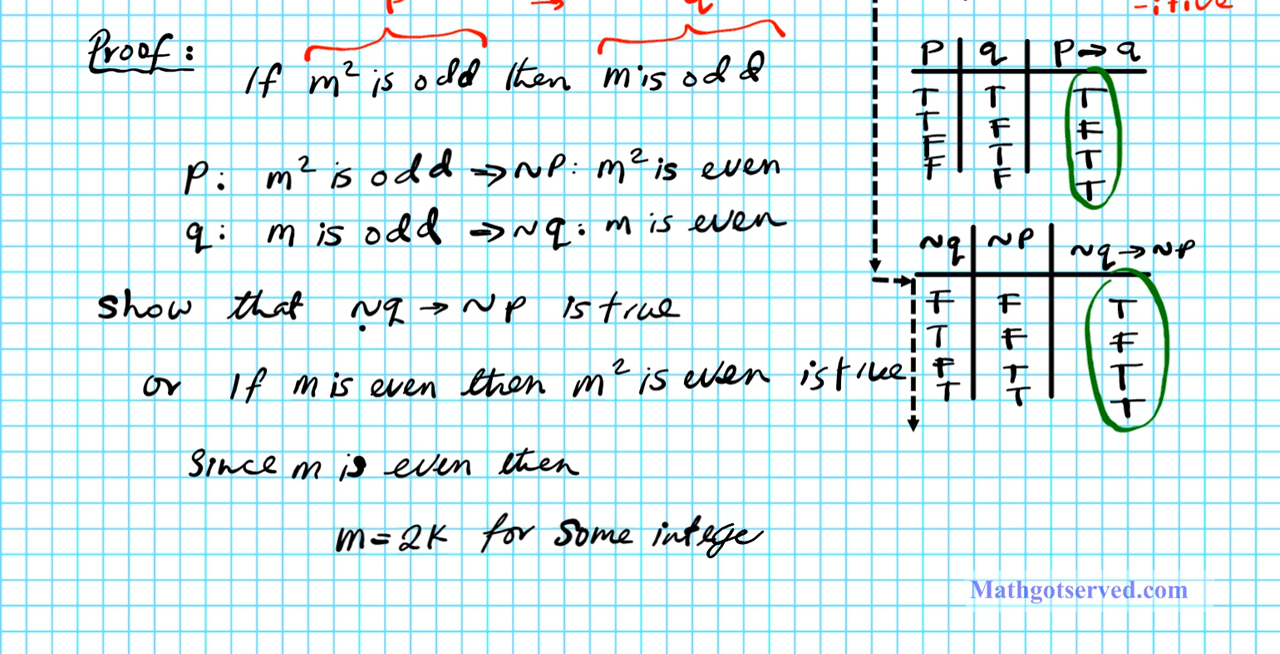 p → q
-itive
Proof: If m² is odd then m is odd
P: m² is odd → ~P: m² is even
q: m is odd → ~q: m is even
Show that ~q → ~P is true
or If m is even then m² is even is true
Since m is even then
m = 2K for some intege
P q P → q
T T T
T F F
F T T
F F T
~q ~P ~q → ~P
F F T
T F F
F T T
T T T
Mathgotserved.com